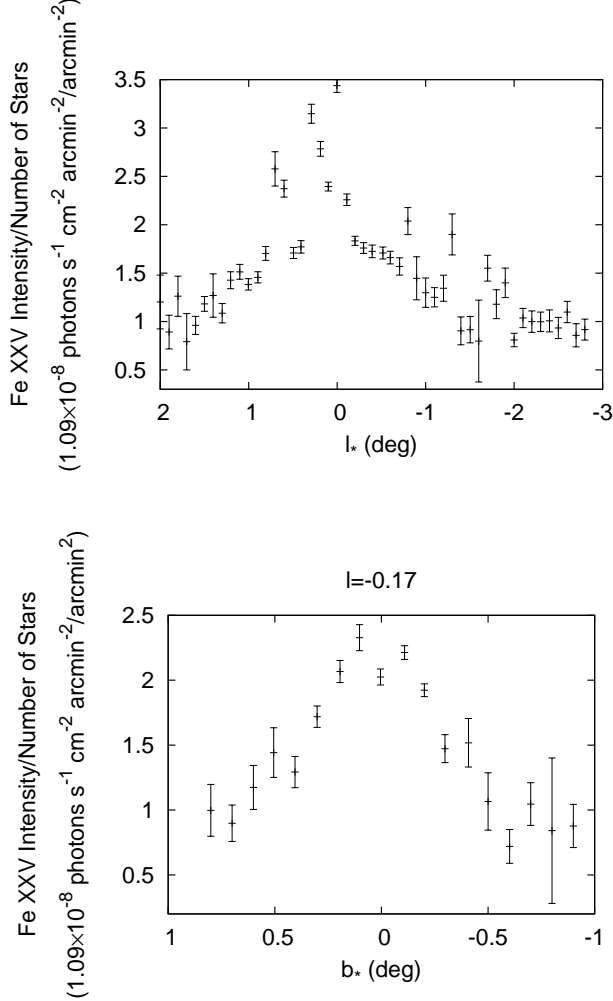 Fe XXV Intensity/Number of Stars
(1.09×10⁻⁸ photons s⁻¹ cm⁻² arcmin⁻²/arcmin⁻²)
3.5
3
2.5
2
1.5
1
0.5
2 1 0 -1 -2 -3
l* (deg)
l=-0.17
Fe XXV Intensity/Number of Stars
(1.09×10⁻⁸ photons s⁻¹ cm⁻² arcmin⁻²/arcmin²)
2.5
2
1.5
1
0.5
1 0.5 0 -0.5 -1
b* (deg)